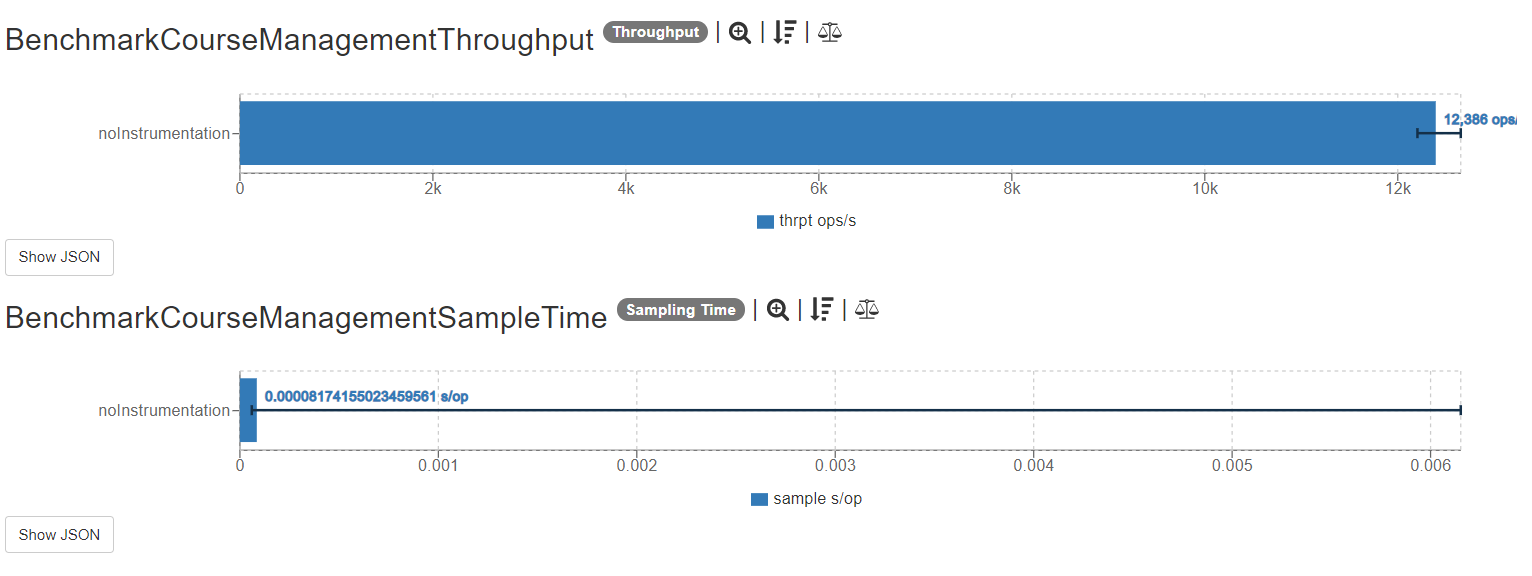 BenchmarkCourseManagementThroughput Throughput | | |
12,386 ops/
noInstrumentation
0 2k 4k 6k 8k 10k 12k
thrpt ops/s
Show JSON
BenchmarkCourseManagementSampleTime Sampling Time | | |
0.00008174155023459561 s/op
noInstrumentation
0 0.001 0.002 0.003 0.004 0.005 0.006
sample s/op
Show JSON